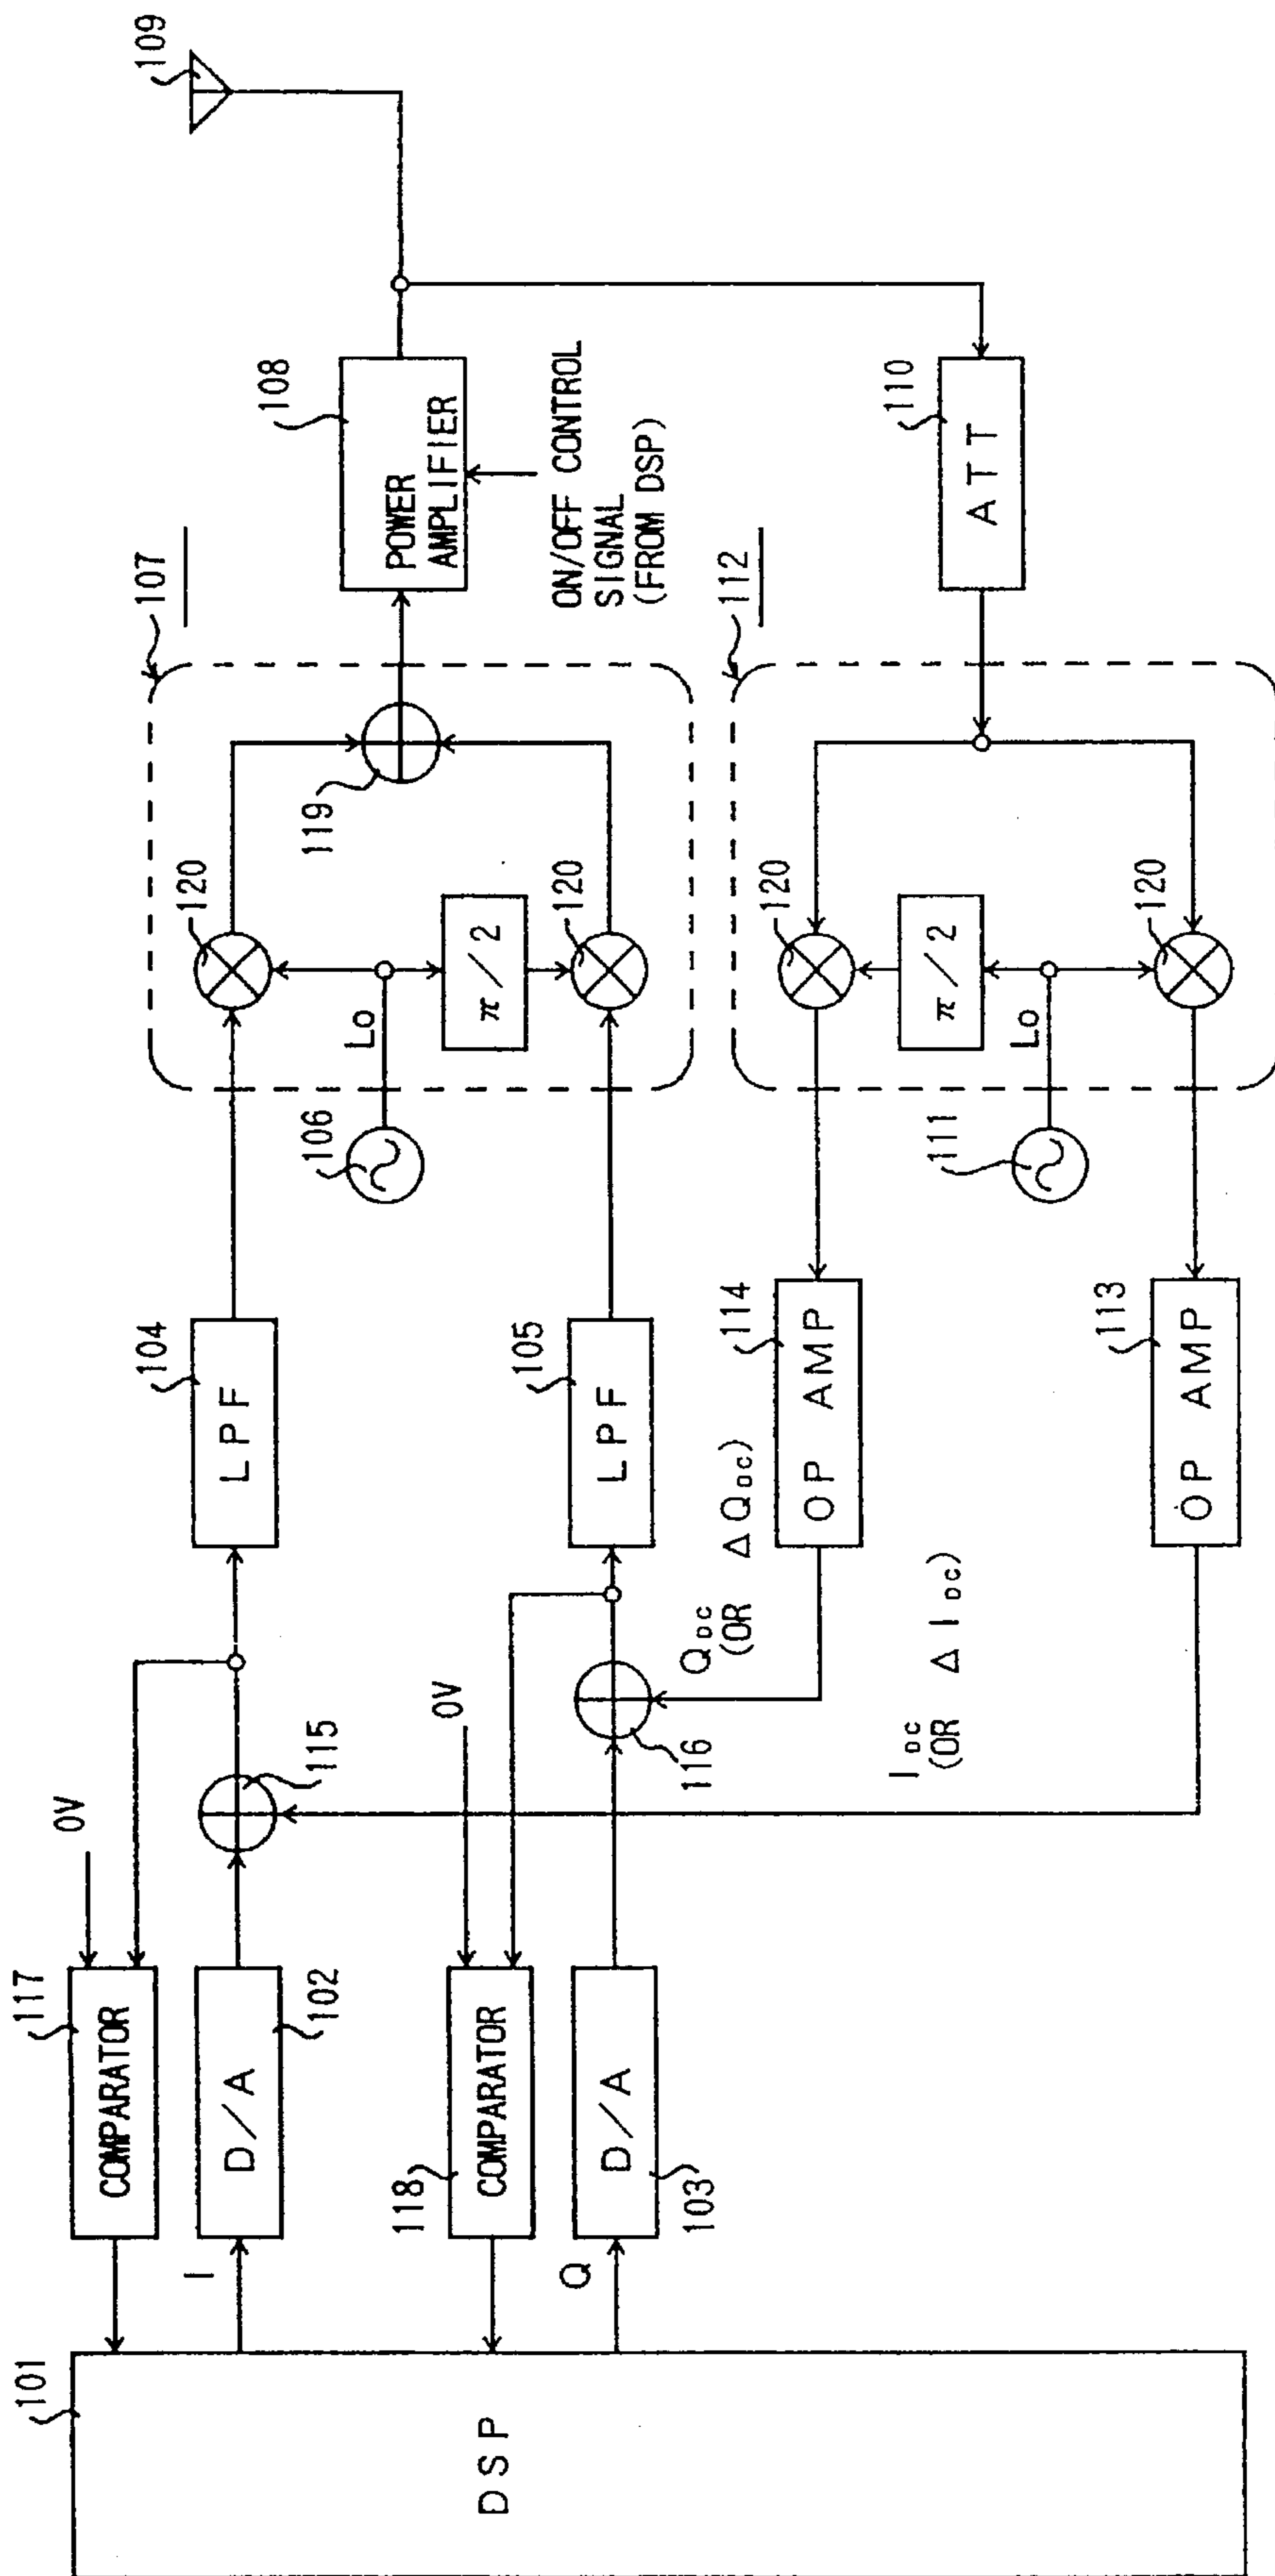 101
DSP
117
COMPARATOR
0V
I
D/A
102
115
118
COMPARATOR
0V
Q
D/A
103
116
104
LPF
105
LPF
106
Lo
π/2
120
120
119
107
108
POWER
AMPLIFIER
ON/OFF CONTROL
SIGNAL
(FROM DSP)
109
110
ATT
112
120
π/2
Lo
120
111
114
OP AMP
QDC
(OR ΔQDC)
113
OP AMP
IDC
(OR ΔIDC)